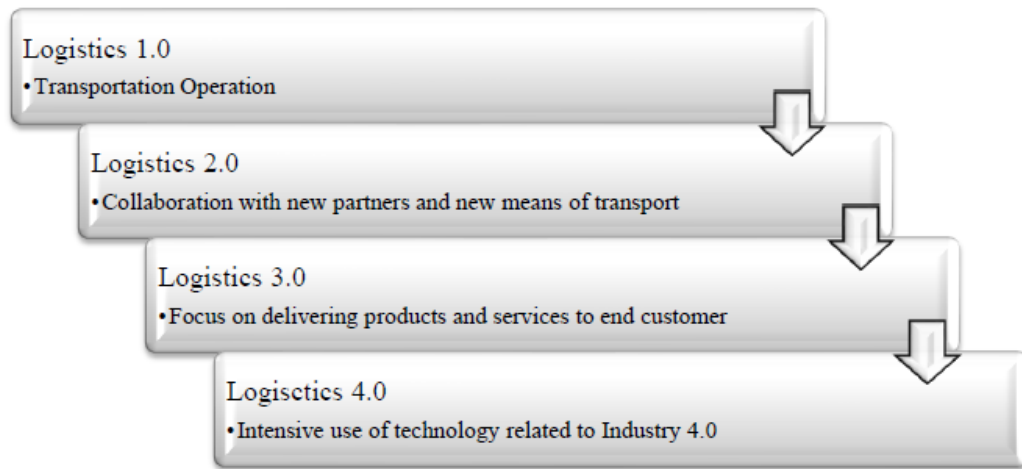 Logistics 1.0
•Transportation Operation
Logistics 2.0
•Collaboration with new partners and new means of transport
Logistics 3.0
•Focus on delivering products and services to end customer
Logisctics 4.0
•Intensive use of technology related to Industry 4.0